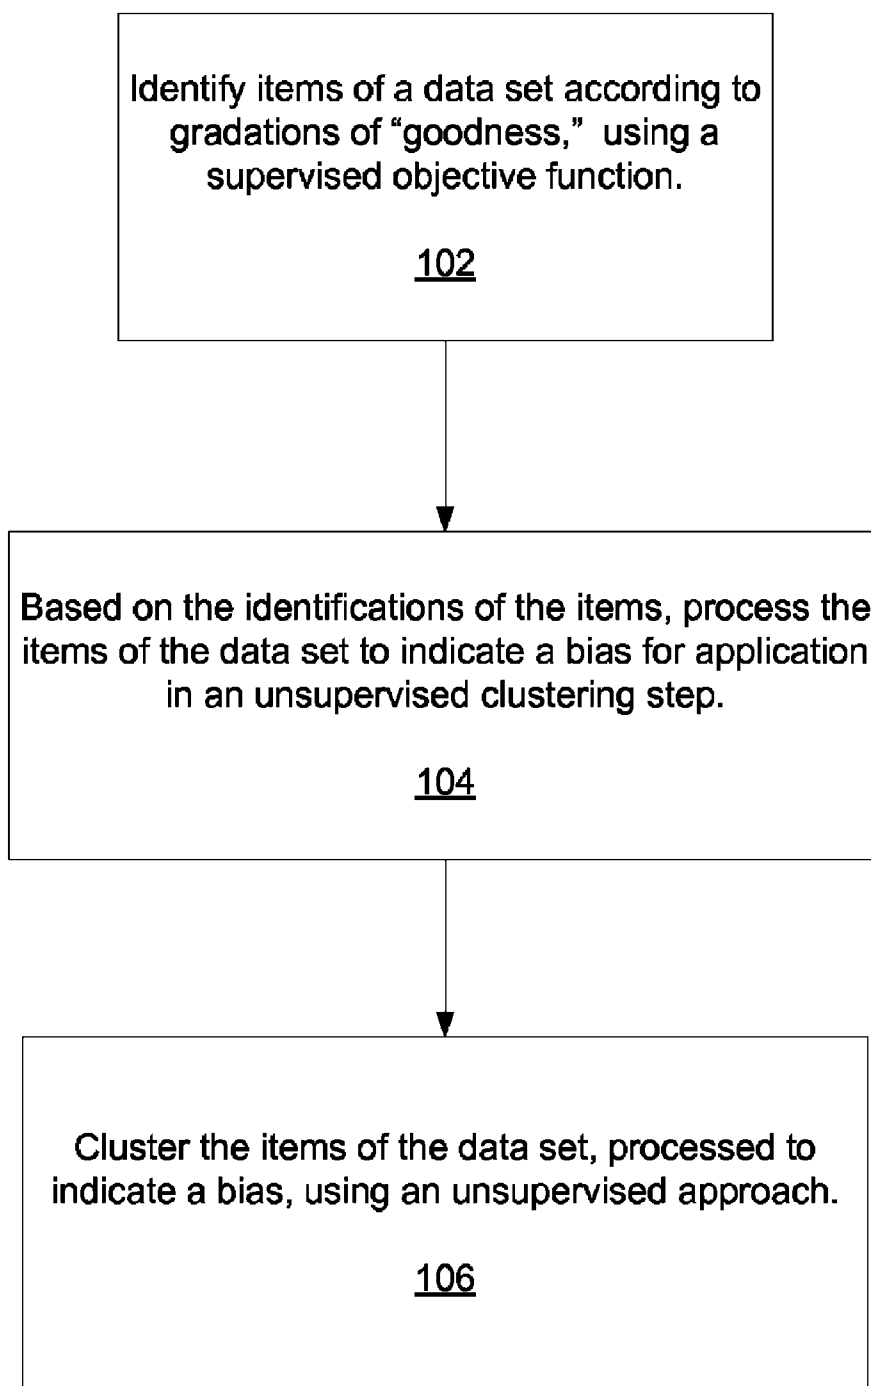 Identify items of a data set according to
gradations of “goodness,” using a
supervised objective function.
102
Based on the identifications of the items, process the
items of the data set to indicate a bias for application
in an unsupervised clustering step.
104
Cluster the items of the data set, processed to
indicate a bias, using an unsupervised approach.
106